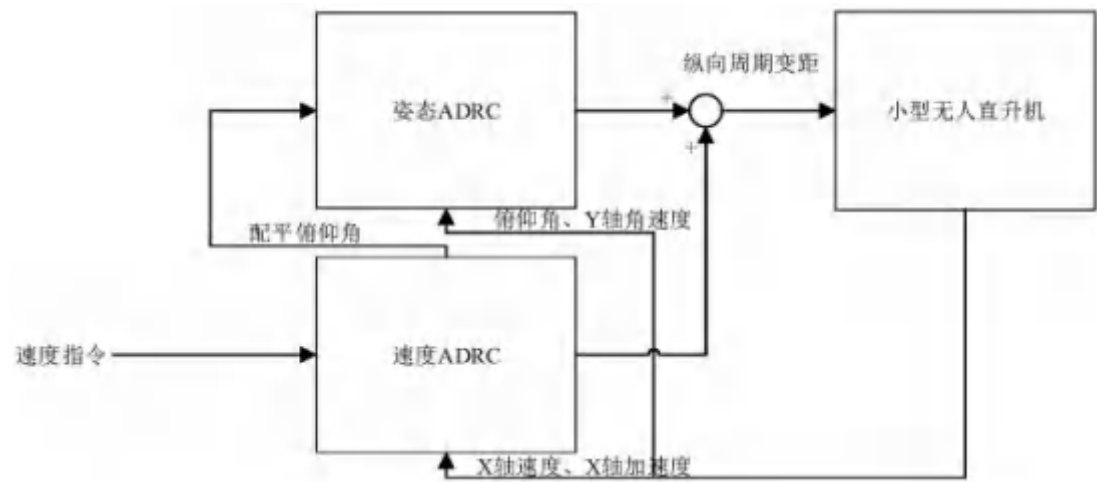 纵向周期变距
姿态ADRC
+
小型无人直升机
+
俯仰角、Y轴角速度
配平俯仰角
速度指令
速度ADRC
X轴速度、X轴加速度